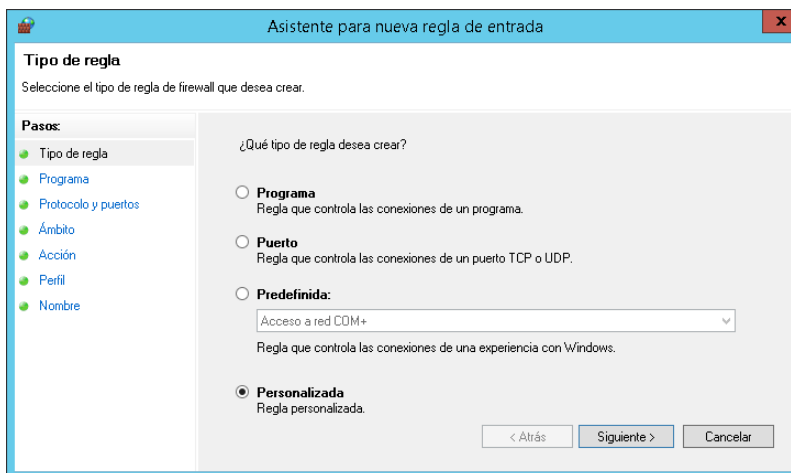 Asistente para nueva regla de entrada
x
Tipo de regla
Seleccione el tipo de regla de firewall que desea crear.
Pasos:
Tipo de regla
Programa
Protocolo y puertos
Ámbito
Acción
Perfil
Nombre
¿Qué tipo de regla desea crear?
Programa
Regla que controla las conexiones de un programa.
Puerto
Regla que controla las conexiones de un puerto TCP o UDP.
Predefinida:
Acceso a red COM+
Regla que controla las conexiones de una experiencia con Windows.
Personalizada
Regla personalizada.
< Atrás
Siguiente >
Cancelar